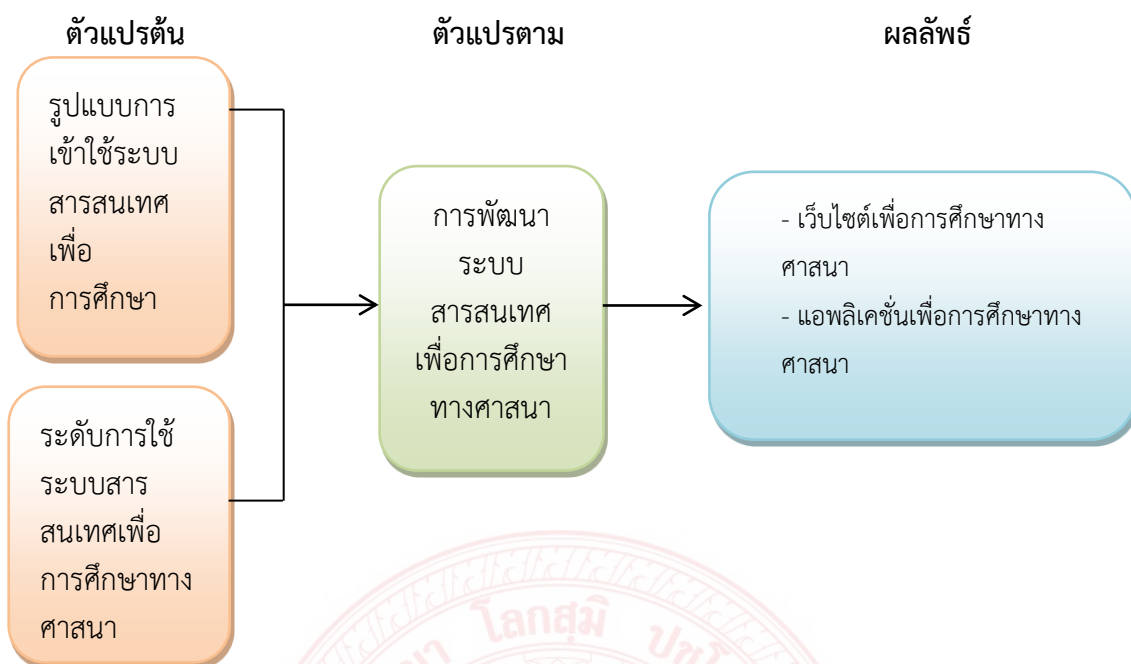 ตัวแปรต้น
ตัวแปรตาม
ผลลัพธ์
รูปแบบการ
เข้าใช้ระบบ
สารสนเทศ
เพื่อ
การศึกษา
ระดับการใช้
ระบบสาร
สนเทศเพื่อ
การศึกษาทาง
ศาสนา
การพัฒนา
ระบบ
สารสนเทศ
เพื่อการศึกษา
ทางศาสนา
- เว็บไซต์เพื่อการศึกษาทาง
ศาสนา
- แอพลิเคชั่นเพื่อการศึกษาทาง
ศาสนา
โลกสฺมิ